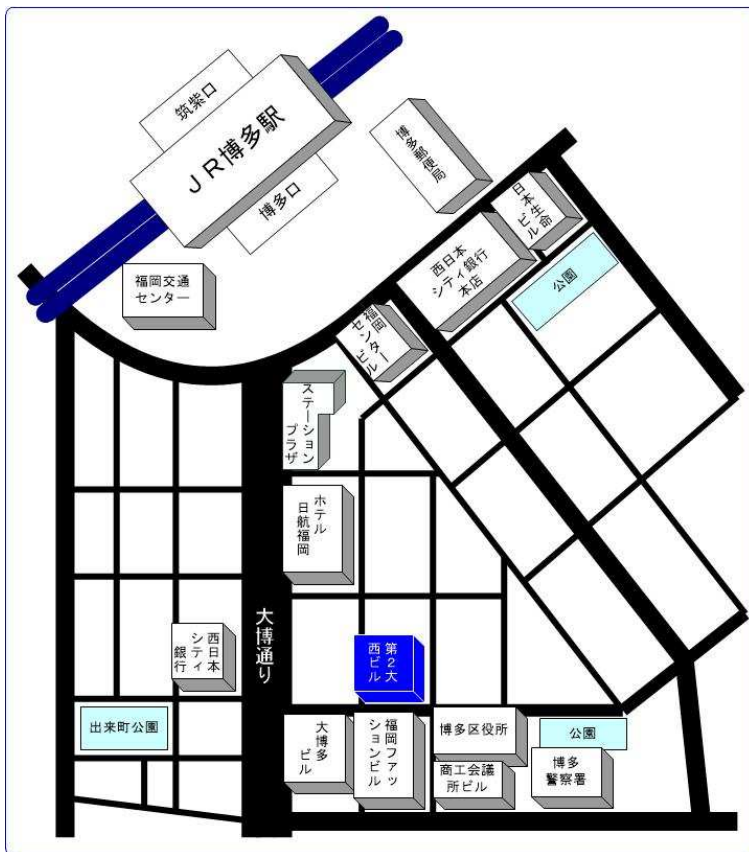 筑紫口
JR博多駅
博多口
博多郵便局
福岡交通
センター
日本生命
ビル
西日本
シティ銀行
本店
公園
福岡
センター
ビル
ステーション
プラザ
ホテル
日航福岡
大博通り
西日本
シティ
銀行
第2大
西ビル
出来町公園
大博多
ビル
福岡ファッ
ションビル
博多区役所
公園
商工会議
所ビル
博多
警察署